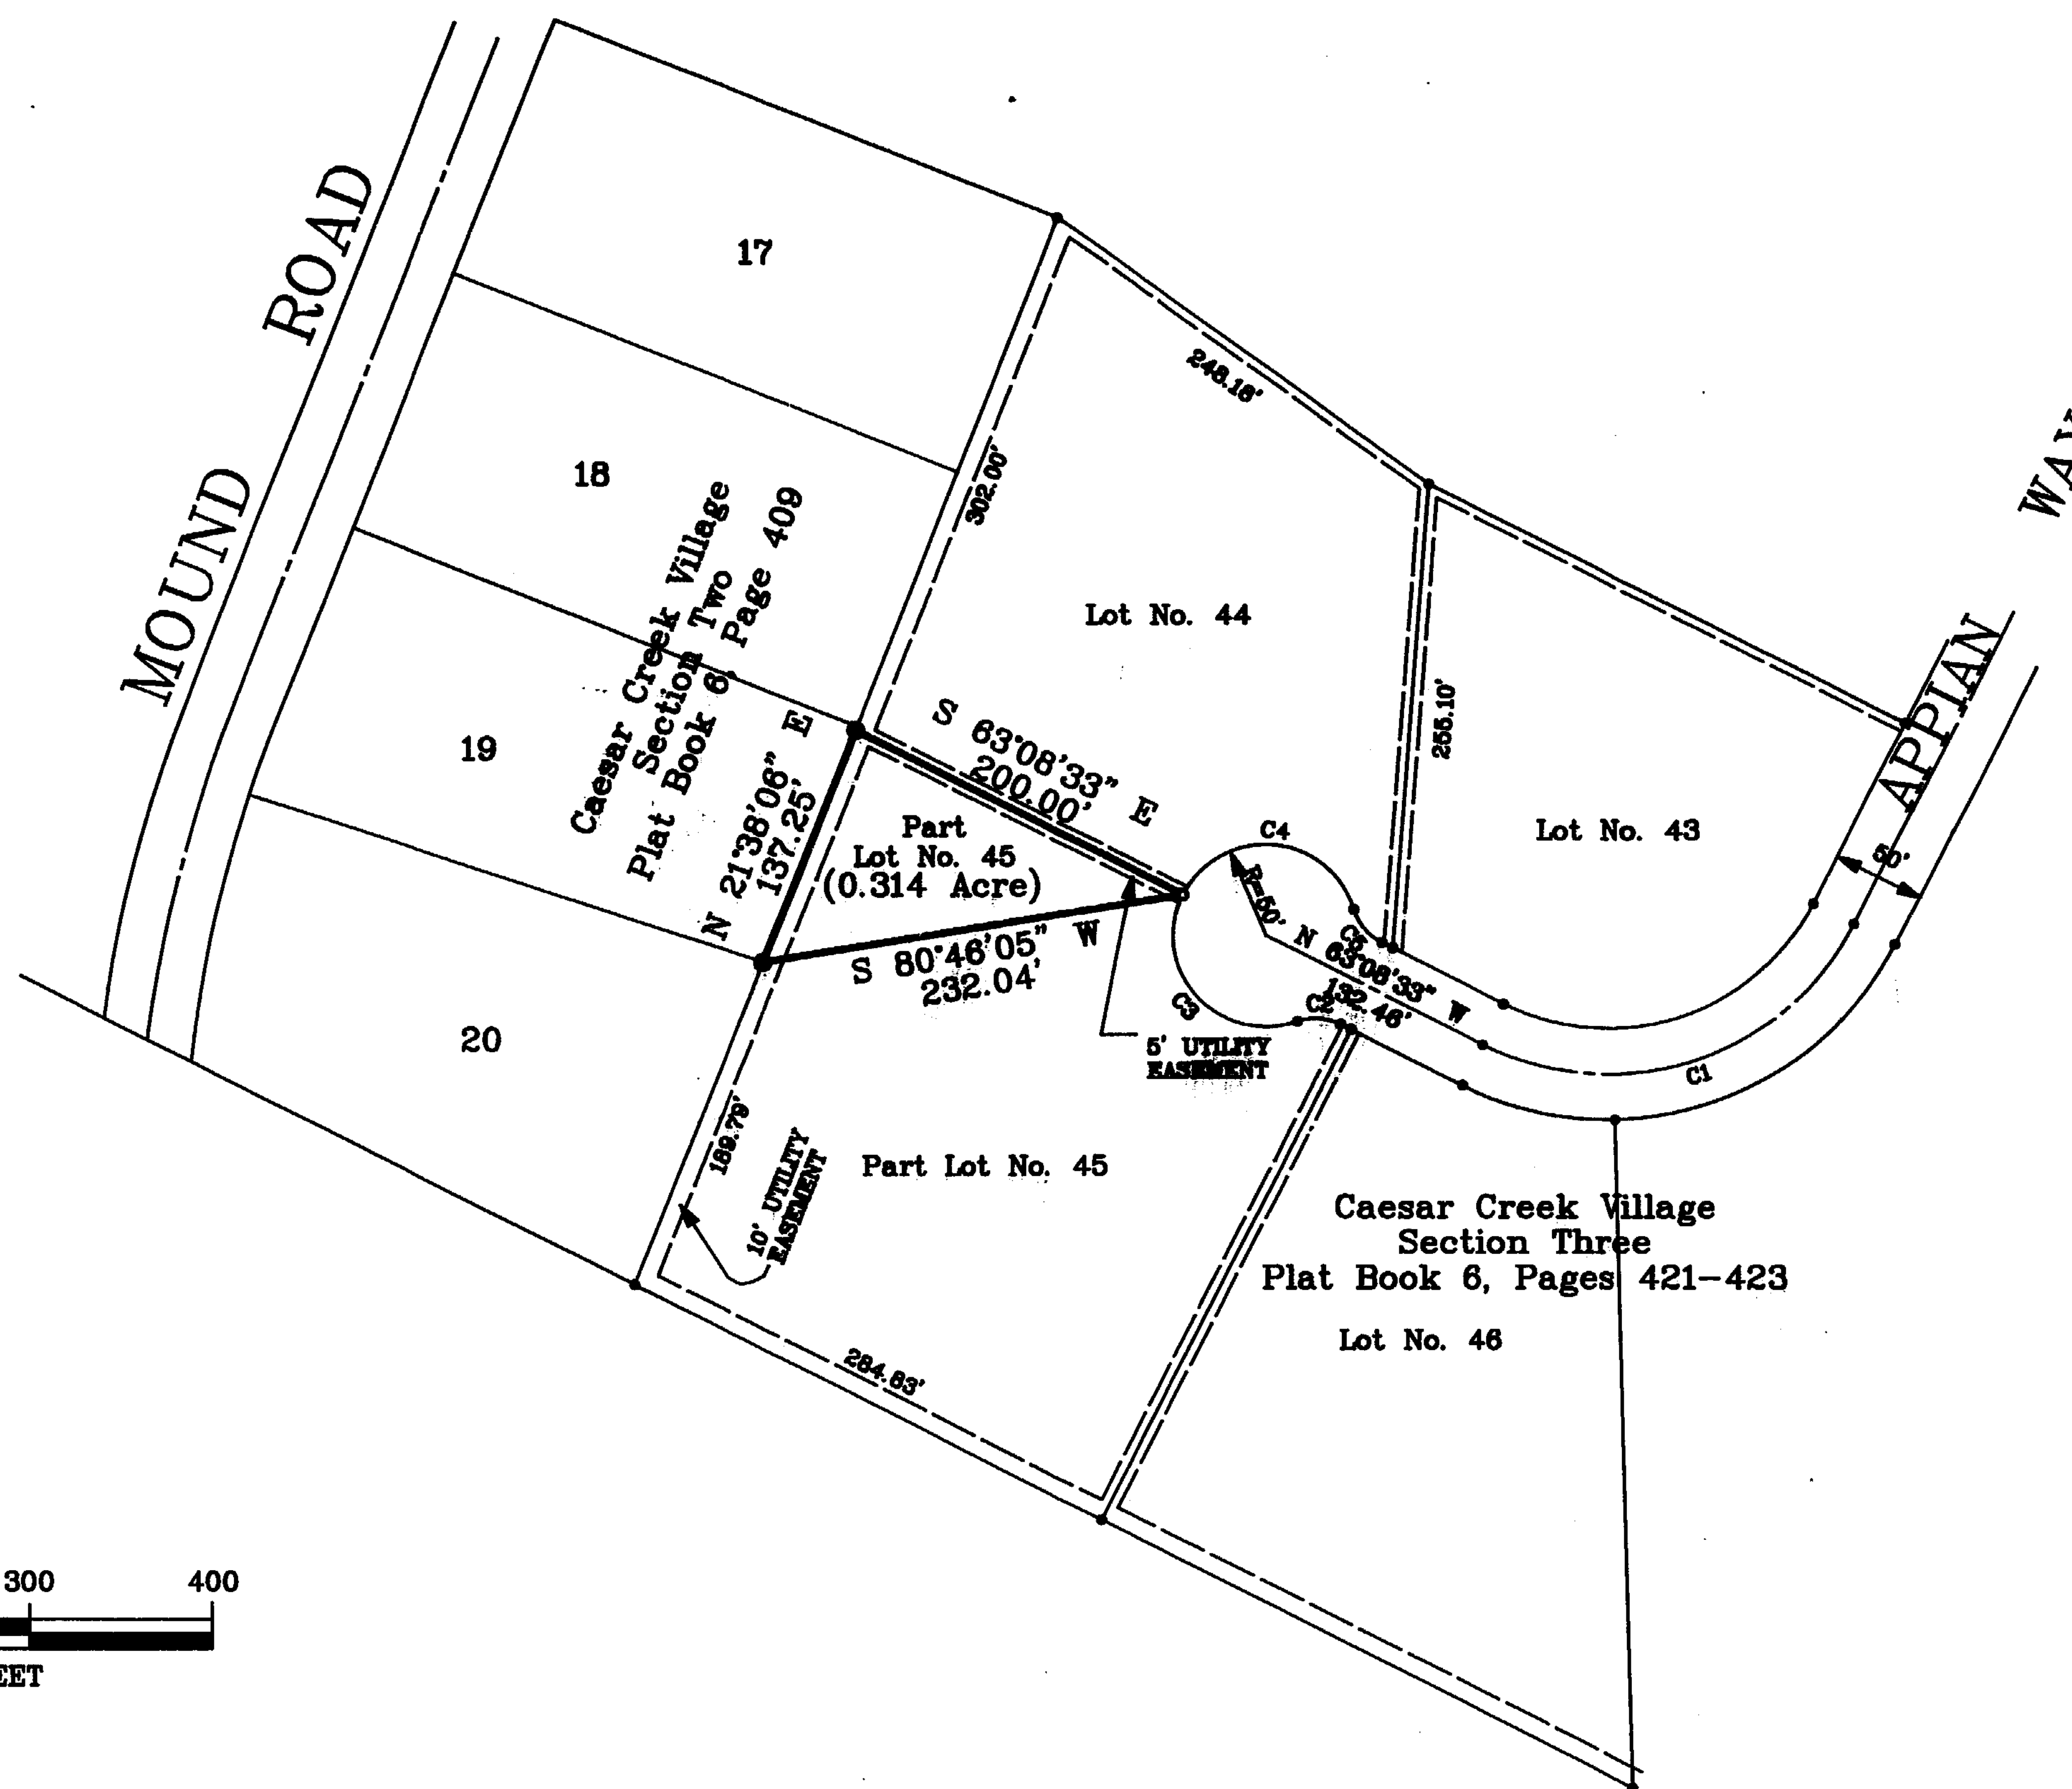 MOUND ROAD
17
18
19
20
Caesar Creek Village
Section Two
Plat Book 6, Page 409
302.00'
248.18'
Lot No. 44
255.10'
Lot No. 43
APPIAN
WAY
50'
S 63°08'33" E
200.00'
N 21°38'06" E
137.25'
Part
Lot No. 45
(0.314 Acre)
S 80°46'05" W
232.04'
C4
R=50'
C5
N 63°08'33" W
132.46'
C2
C3
C1
5' UTILITY
EASEMENT
189.79'
10' UTILITY
EASEMENT
Part Lot No. 45
284.83'
Caesar Creek Village
Section Three
Plat Book 6, Pages 421-423
Lot No. 46
300
400